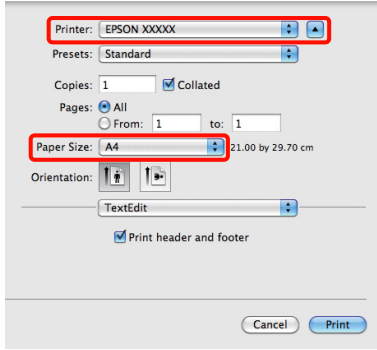 Printer: EPSON XXXXX
Presets: Standard
Copies: 1 Collated
Pages: All
From: 1 to: 1
Paper Size: A4 21.00 by 29.70 cm
Orientation:
TextEdit
Print header and footer
Cancel Print